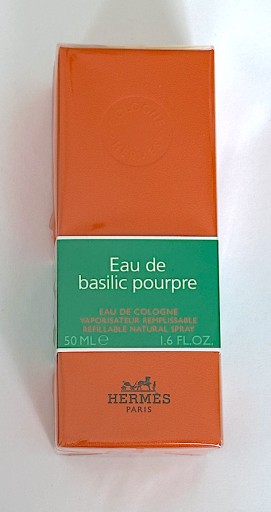 Eau de
basilic pourpre
EAU DE COLOGNE
VAPORISATEUR REMPLISSABLE
REFILLABLE NATURAL SPRAY
50 ML ℮ 1.6 FL.OZ.
HERMÈS
PARIS